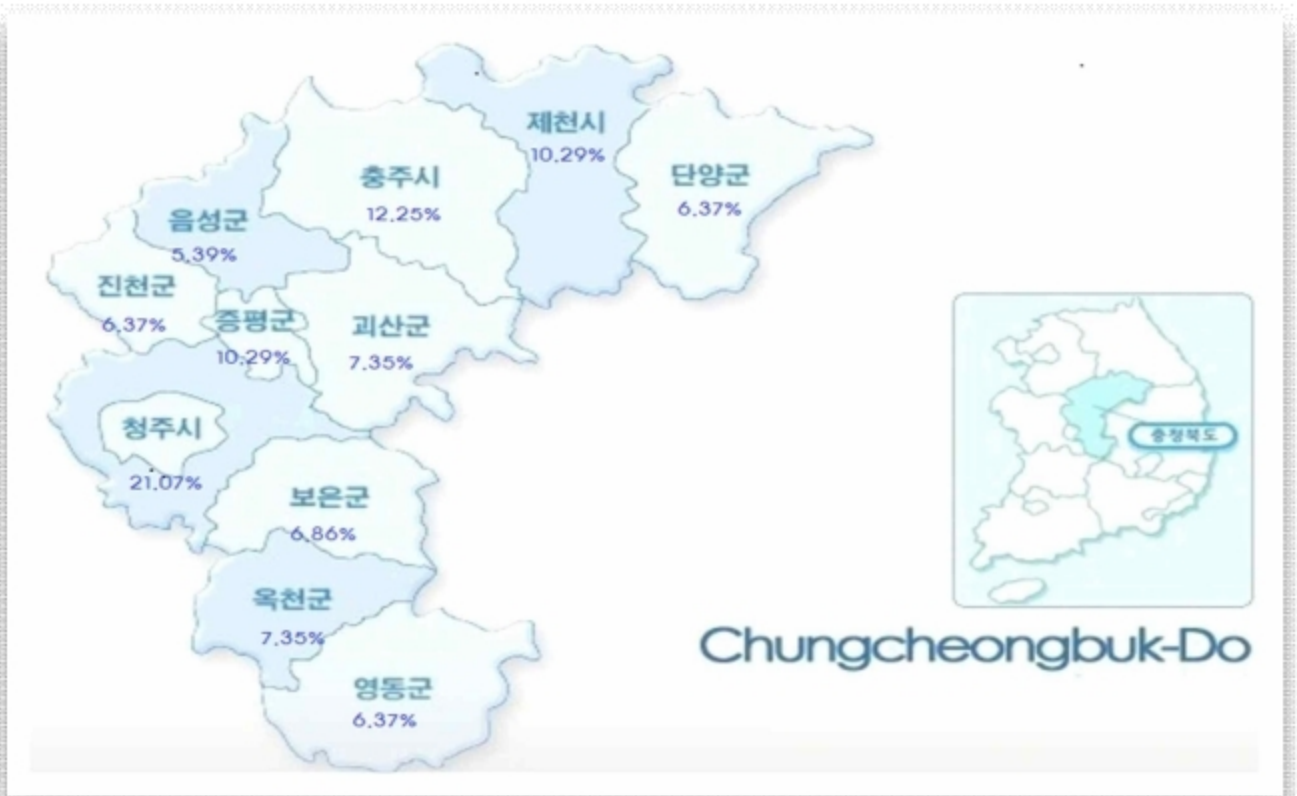 제천시
10.29%
단양군
6.37%
충주시
12.25%
음성군
5.39%
진천군
6.37%
증평군
10.29%
괴산군
7.35%
청주시
21.07%
보은군
6.86%
옥천군
7.35%
영동군
6.37%
충청북도
Chungcheongbuk-Do